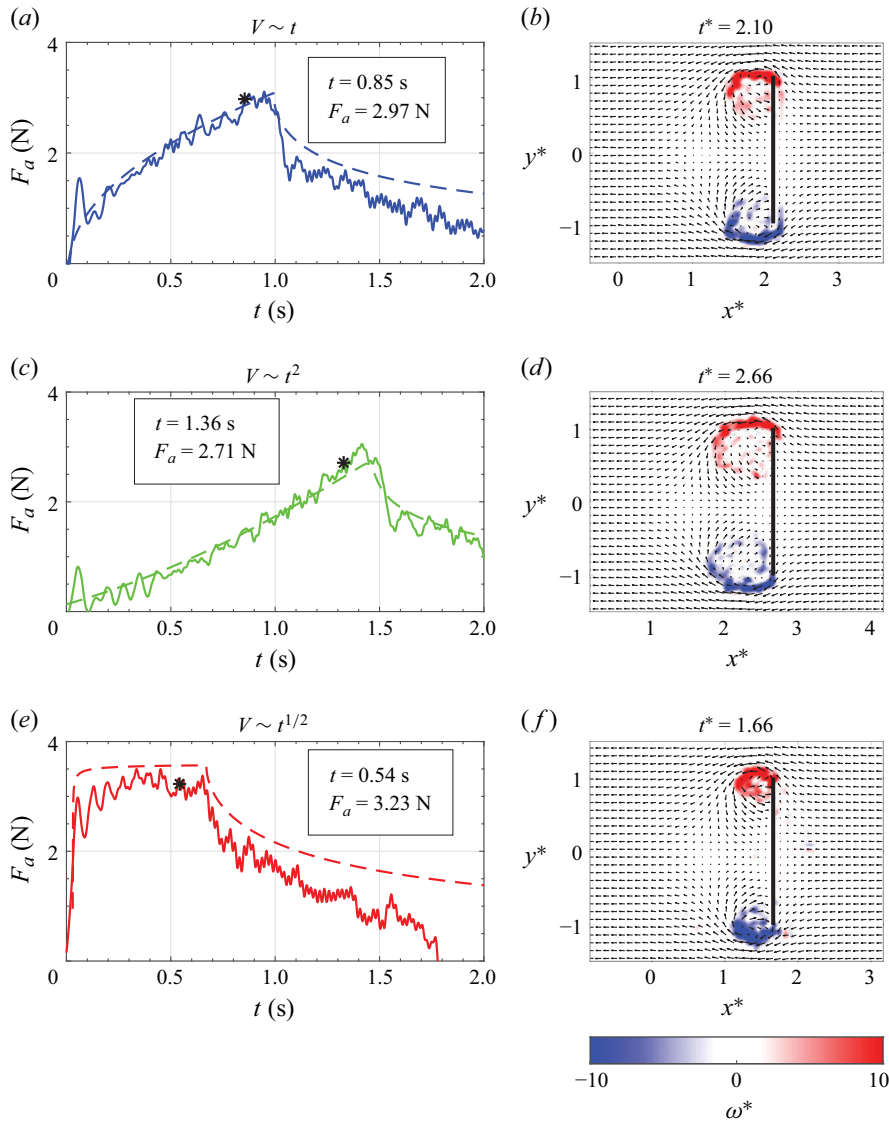 (a)
V ~ t
4
2
0
0.5
1.0
1.5
2.0
F_a (N)
t (s)
t = 0.85 s
F_a = 2.97 N
(b)
t* = 2.10
1
0
−1
y*
0
1
2
3
x*
(c)
V ~ t^2
4
2
0
0.5
1.0
1.5
2.0
F_a (N)
t (s)
t = 1.36 s
F_a = 2.71 N
(d)
t* = 2.66
1
0
−1
y*
1
2
3
4
x*
(e)
V ~ t^{1/2}
4
2
0
0.5
1.0
1.5
2.0
F_a (N)
t (s)
t = 0.54 s
F_a = 3.23 N
(f)
t* = 1.66
1
0
−1
y*
0
1
2
3
x*
−10
0
10
ω*